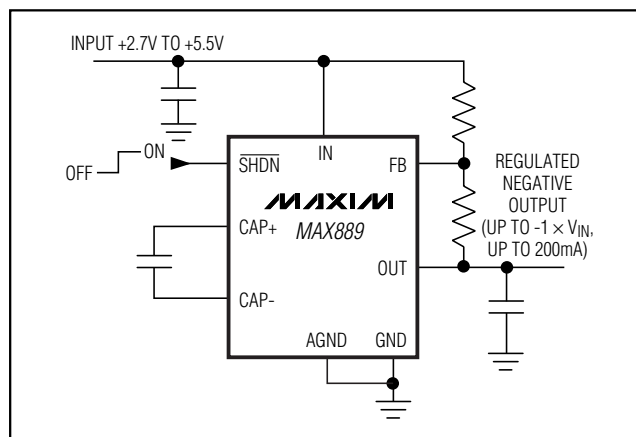 INPUT +2.7V TO +5.5V
ON
OFF
SHDN
IN
FB
REGULATED
NEGATIVE
OUTPUT
(UP TO -1 × VIN,
UP TO 200mA)
MAXIM
MAX889
CAP+
OUT
CAP-
AGND
GND